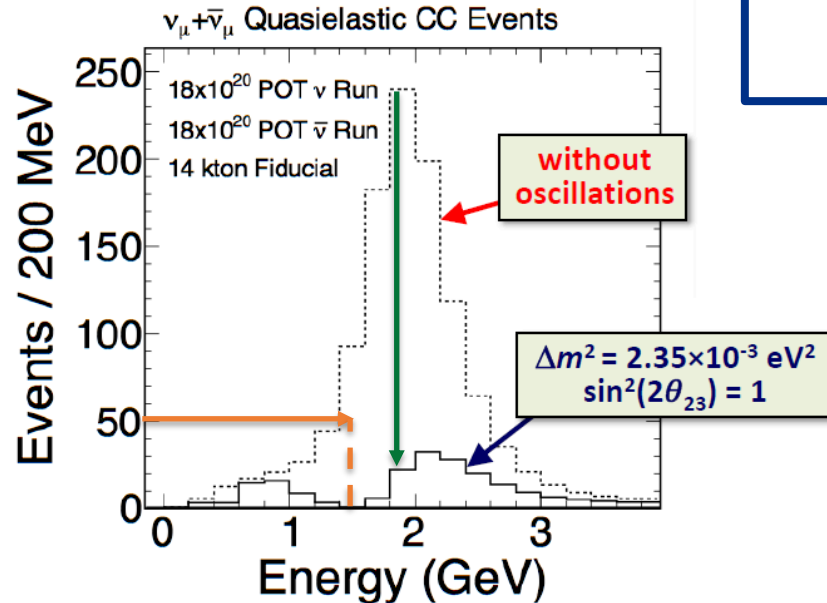 ν_μ+ν̅_μ Quasielastic CC Events
250
200
150
100
50
0
Events / 200 MeV
18x10²⁰ POT ν Run
18x10²⁰ POT ν̅ Run
14 kton Fiducial
without
oscillations
Δm² = 2.35×10⁻³ eV²
sin²(2θ₂₃) = 1
0
1
2
3
Energy (GeV)